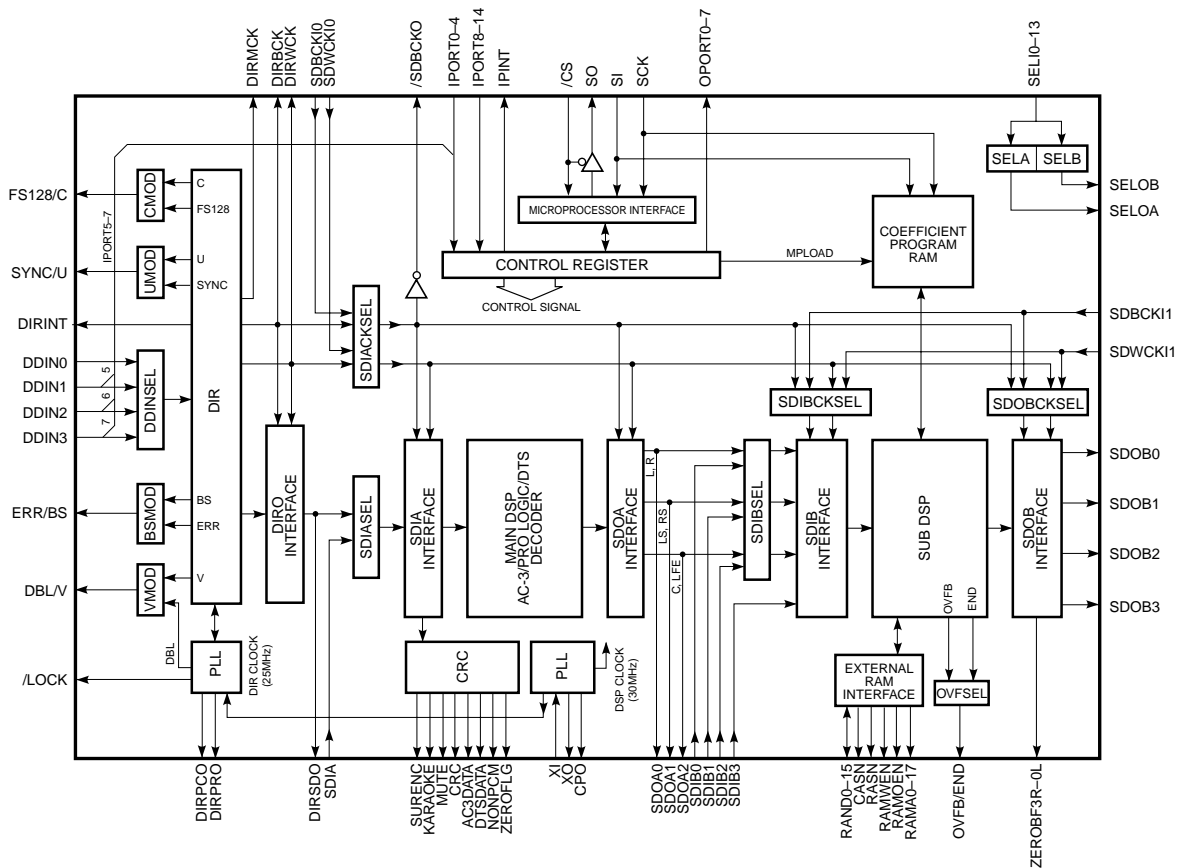 DIRMCK
DIRBCK
DIRWCK
SDBCKI0
SDWCKI0
/SDBCKO
IPORT0–4
IPORT8–14
IPINT
/CS
SO
SI
SCK
OPORT0–7
SELI0–13
FS128/C
SYNC/U
DIRINT
DDIN0
DDIN1
DDIN2
DDIN3
ERR/BS
DBL/V
/LOCK
IPORT5–7
5
6
7
CMOD
C
FS128
UMOD
U
SYNC
DDINSEL
DIR
BSMOD
BS
ERR
VMOD
V
DBL
PLL
DIR CLOCK
(25MHz)
DIRO
INTERFACE
SDIACKSEL
SDIASEL
MICROPROCESSOR INTERFACE
CONTROL REGISTER
CONTROL SIGNAL
MPLOAD
COEFFICIENT
PROGRAM
RAM
SELA
SELB
SELOB
SELOA
SDBCKI1
SDWCKI1
SDIBCKSEL
SDOBCKSEL
SDIA
INTERFACE
MAIN DSP
AC-3/PRO LOGIC/DTS
DECODER
SDOA
INTERFACE
L, R
LS, RS
C, LFE
SDIBSEL
SDIB
INTERFACE
SUB DSP
OVFB
END
SDOB
INTERFACE
SDOB0
SDOB1
SDOB2
SDOB3
CRC
PLL
DSP CLOCK
(30MHz)
EXTERNAL
RAM
INTERFACE
OVFSEL
DIRPCO
DIRPRO
DIRSDO
SDIA
SURENC
KARAOKE
MUTE
CRC
AC3DATA
DTSDATA
NONPCM
ZEROFLG
XI
XO
CPO
SDOA0
SDOA1
SDOA2
SDIB0
SDIB1
SDIB2
SDIB3
RAND0–15
CASN
RASN
RAMWEN
RAMOEN
RAMA0–17
OVFB/END
ZEROBF3R–0L